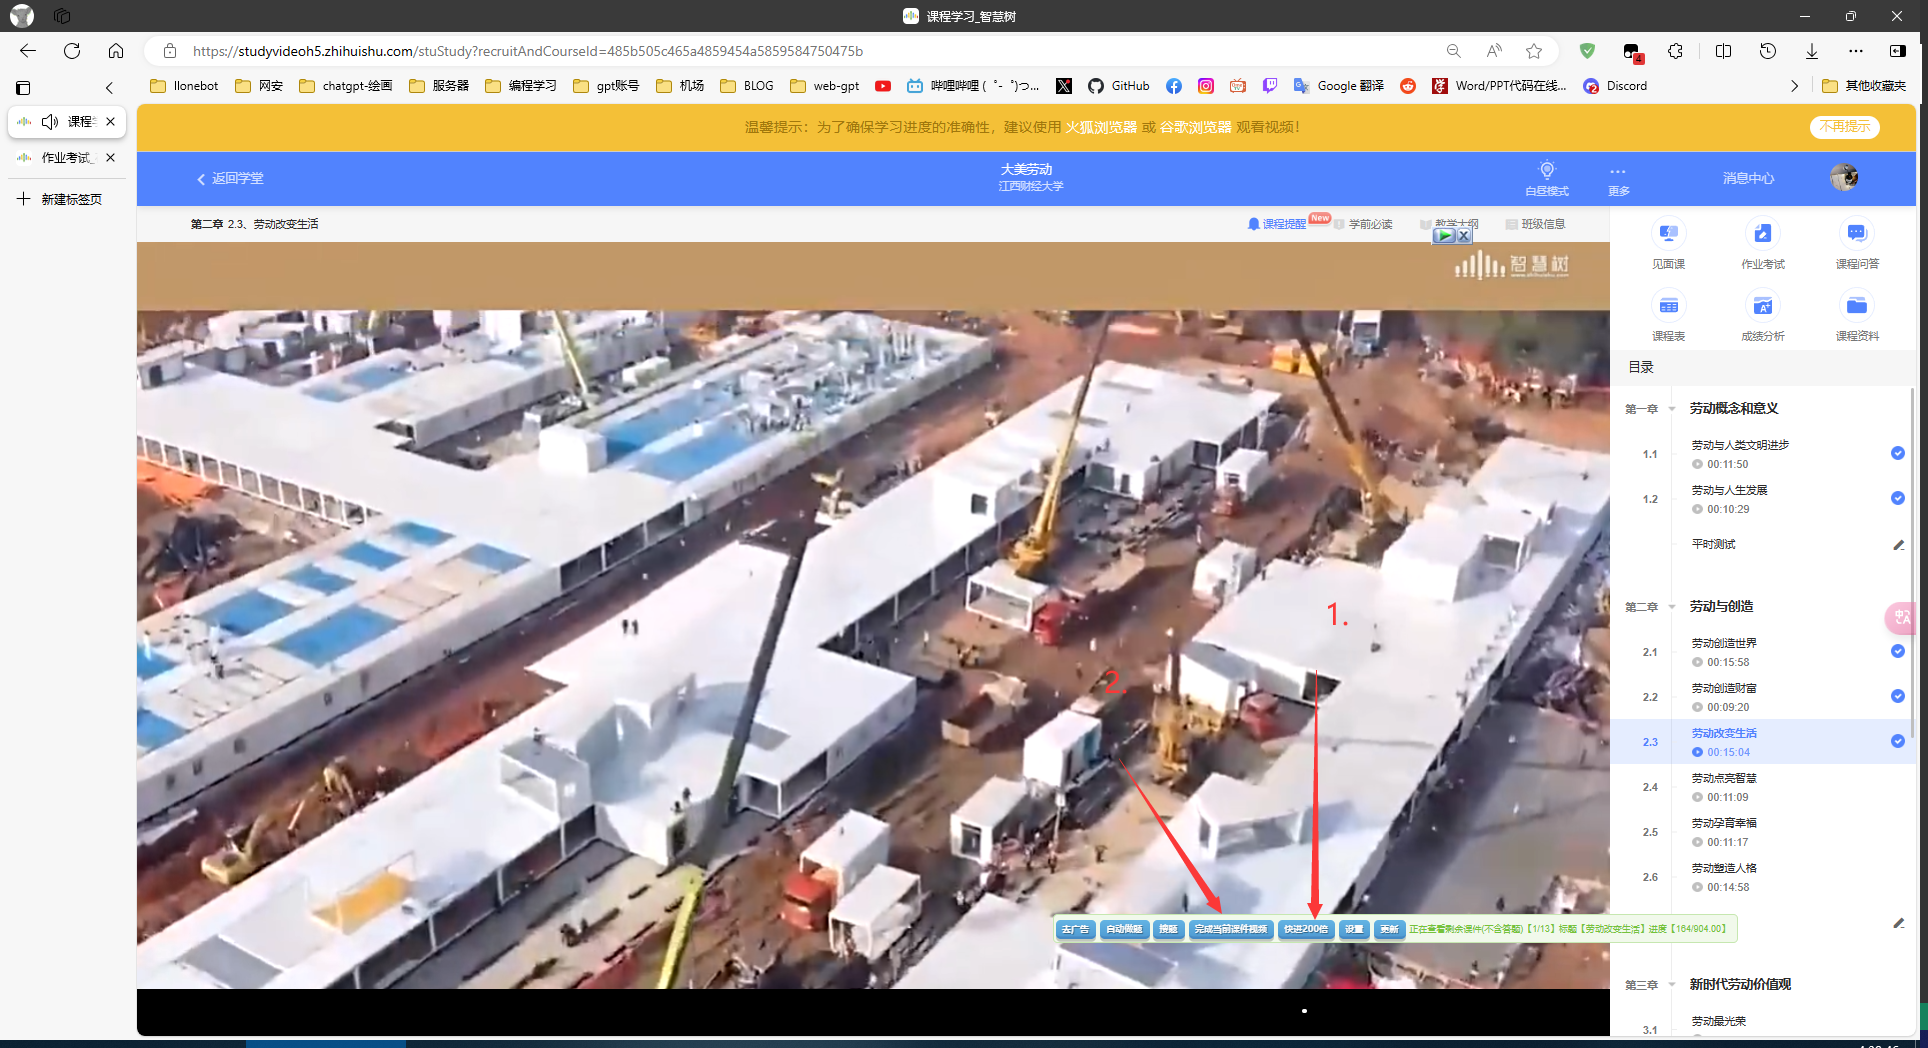 课程学习_智慧树
https://studyvideoh5.zhihuishu.com/stuStudy?recruitAndCourseId=485b505c465a4859454a5859584750475b
4
llonebot
网安
chatgpt-绘画
服务器
编程学习
gpt账号
机场
BLOG
web-gpt
哔哩哔哩 (゜-゜)つ...
GitHub
Google 翻译
Word/PPT代码在线...
Discord
其他收藏夹
课程学
作业考试_
新建标签页
温馨提示：为了确保学习进度的准确性，建议使用 火狐浏览器 或 谷歌浏览器 观看视频！
不再提示
返回学堂
大美劳动
江西财经大学
白昼模式
更多
消息中心
第二章 2.3、劳动改变生活
课程提醒
New
学前必读
教学大纲
班级信息
智慧树
www.zhihuishu.com
见面课
作业考试
课程问答
课程表
成绩分析
课程资料
目录
第一章
劳动概念和意义
1.1
劳动与人类文明进步
00:11:50
1.2
劳动与人生发展
00:10:29
平时测试
第二章
劳动与创造
2.1
劳动创造世界
00:15:58
2.2
劳动创造财富
00:09:20
2.3
劳动改变生活
00:15:04
2.4
劳动点亮智慧
00:11:09
2.5
劳动孕育幸福
00:11:17
2.6
劳动塑造人格
00:14:58
第三章
新时代劳动价值观
3.1
劳动最光荣
1.
2.
去广告
自动做题
搜题
完成当前课件视频
快进200倍
设置
更新
正在查看剩余课件(不含答题)【1/13】标题【劳动改变生活】进度【164/904.00】